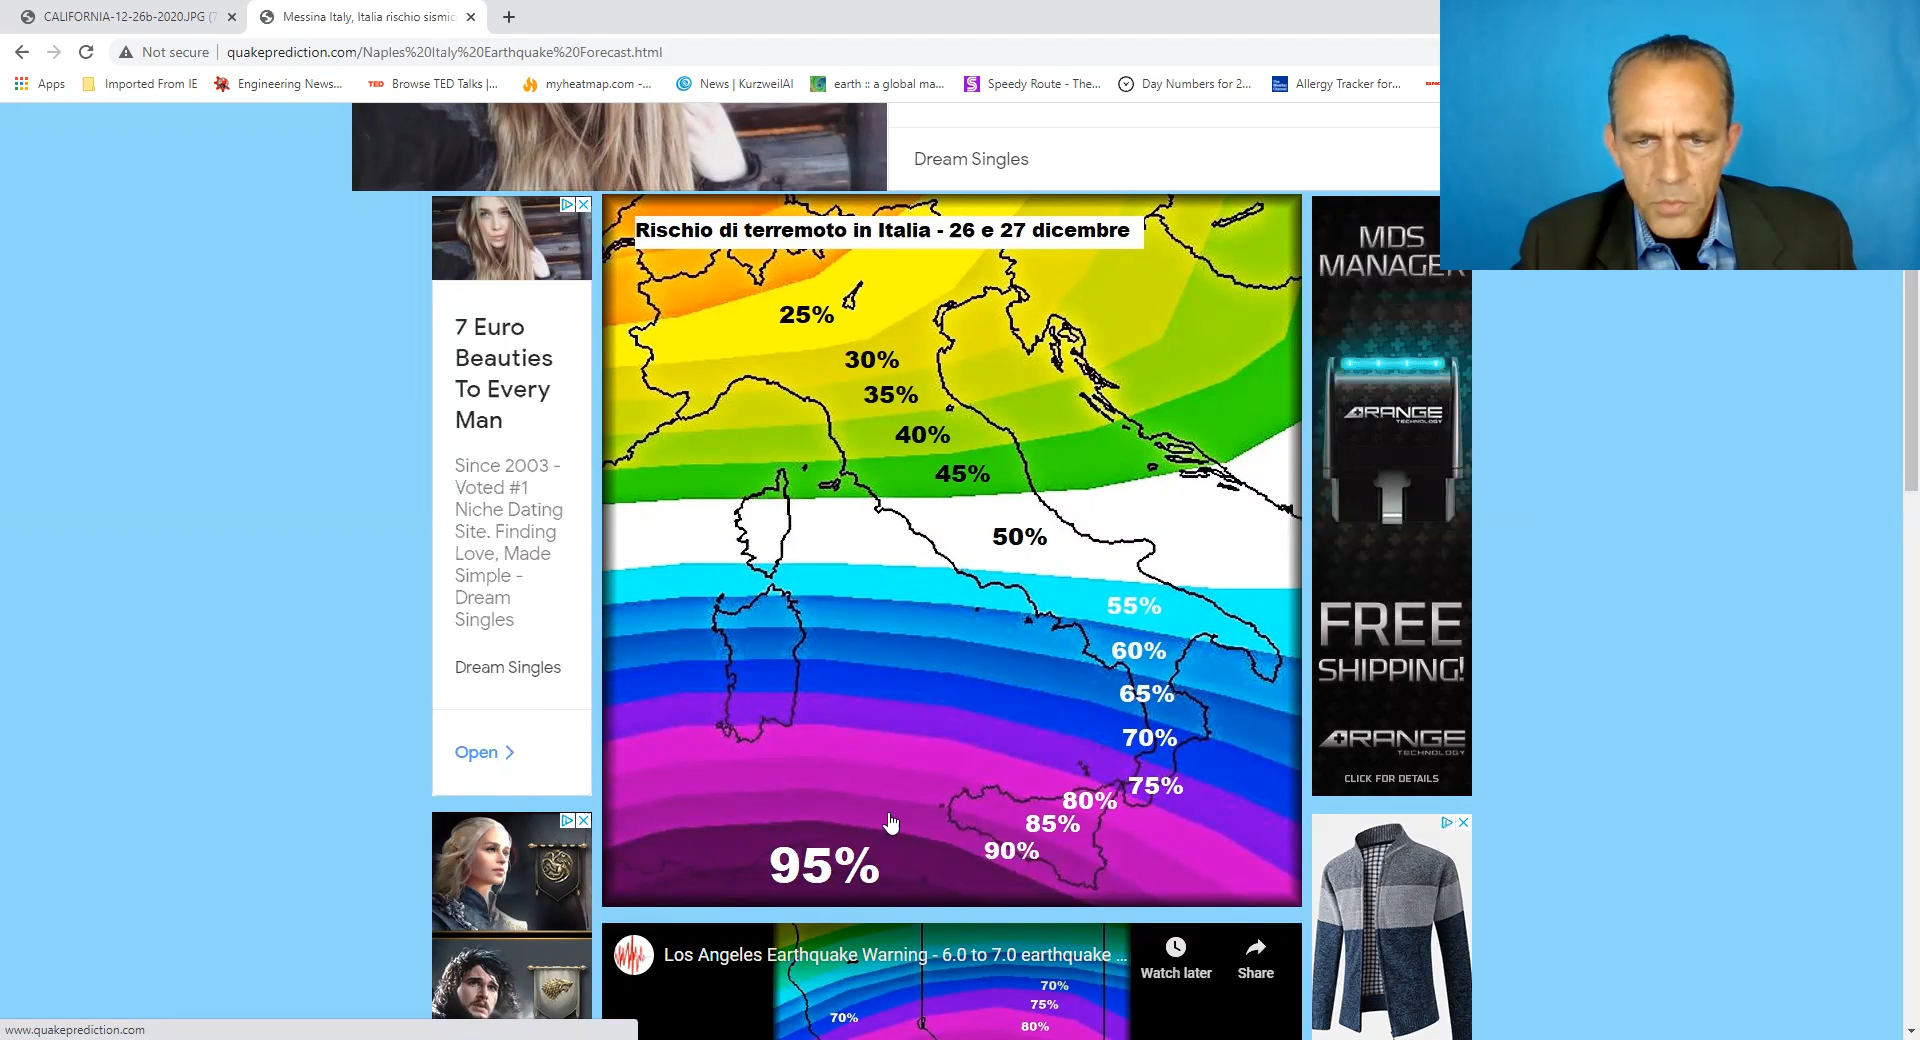 CALIFORNIA-12-26b-2020.JPG (7
Messina Italy, Italia rischio sismic
Not secure
quakeprediction.com/Naples%20Italy%20Earthquake%20Forecast.html
Apps
Imported From IE
Engineering News...
TED
Browse TED Talks |...
myheatmap.com -...
News | KurzweilAI
earth :: a global ma...
Speedy Route - The...
Day Numbers for 2...
Allergy Tracker for...
Dream Singles
Rischio di terremoto in Italia - 26 e 27 dicembre
25%
30%
35%
40%
45%
50%
55%
60%
65%
70%
75%
80%
85%
90%
95%
7 Euro
Beauties
To Every
Man
Since 2003 -
Voted #1
Niche Dating
Site. Finding
Love, Made
Simple -
Dream
Singles
Dream Singles
Open
MDS
MANAGER
ARANGE
TECHNOLOGY
FREE
SHIPPING!
ARANGE
TECHNOLOGY
CLICK FOR DETAILS
Los Angeles Earthquake Warning - 6.0 to 7.0 earthquake ...
Watch later
Share
70%
75%
70%
80%
www.quakeprediction.com